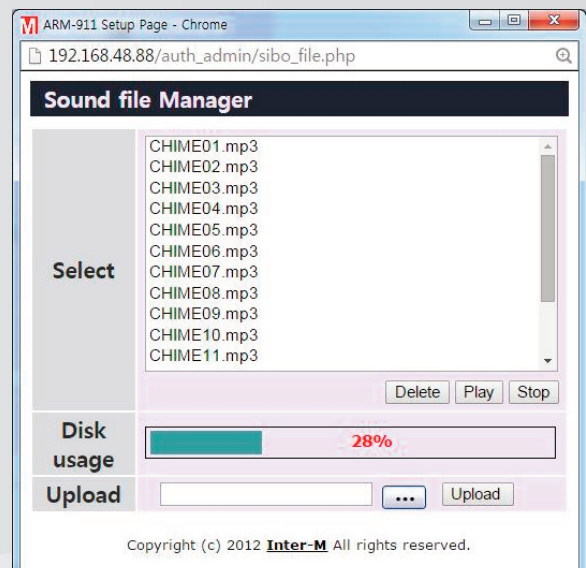 ARM-911 Setup Page - Chrome
192.168.48.88/auth_admin/sibo_file.php
Sound file Manager
Select
CHIME01.mp3
CHIME02.mp3
CHIME03.mp3
CHIME04.mp3
CHIME05.mp3
CHIME06.mp3
CHIME07.mp3
CHIME08.mp3
CHIME09.mp3
CHIME10.mp3
CHIME11.mp3
Delete Play Stop
Disk
usage
28%
Upload ... Upload
Copyright (c) 2012 Inter-M All rights reserved.